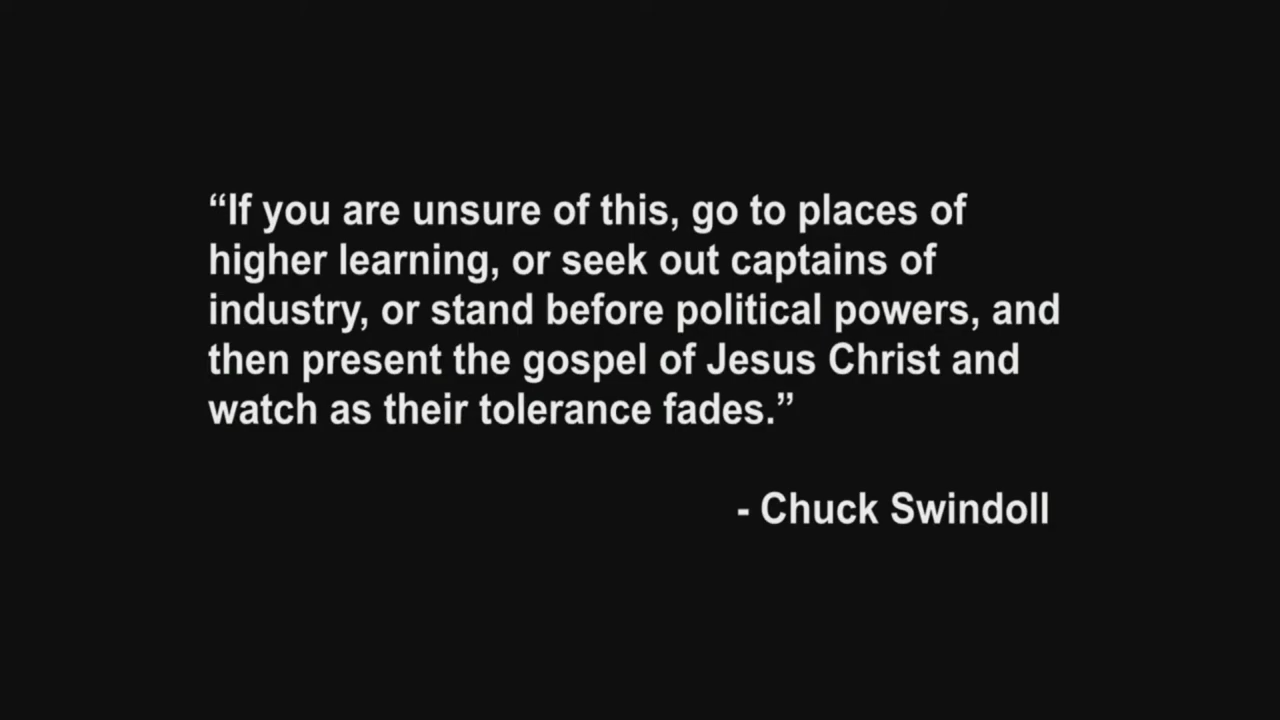 “If you are unsure of this, go to places of
higher learning, or seek out captains of
industry, or stand before political powers, and
then present the gospel of Jesus Christ and
watch as their tolerance fades.”
- Chuck Swindoll